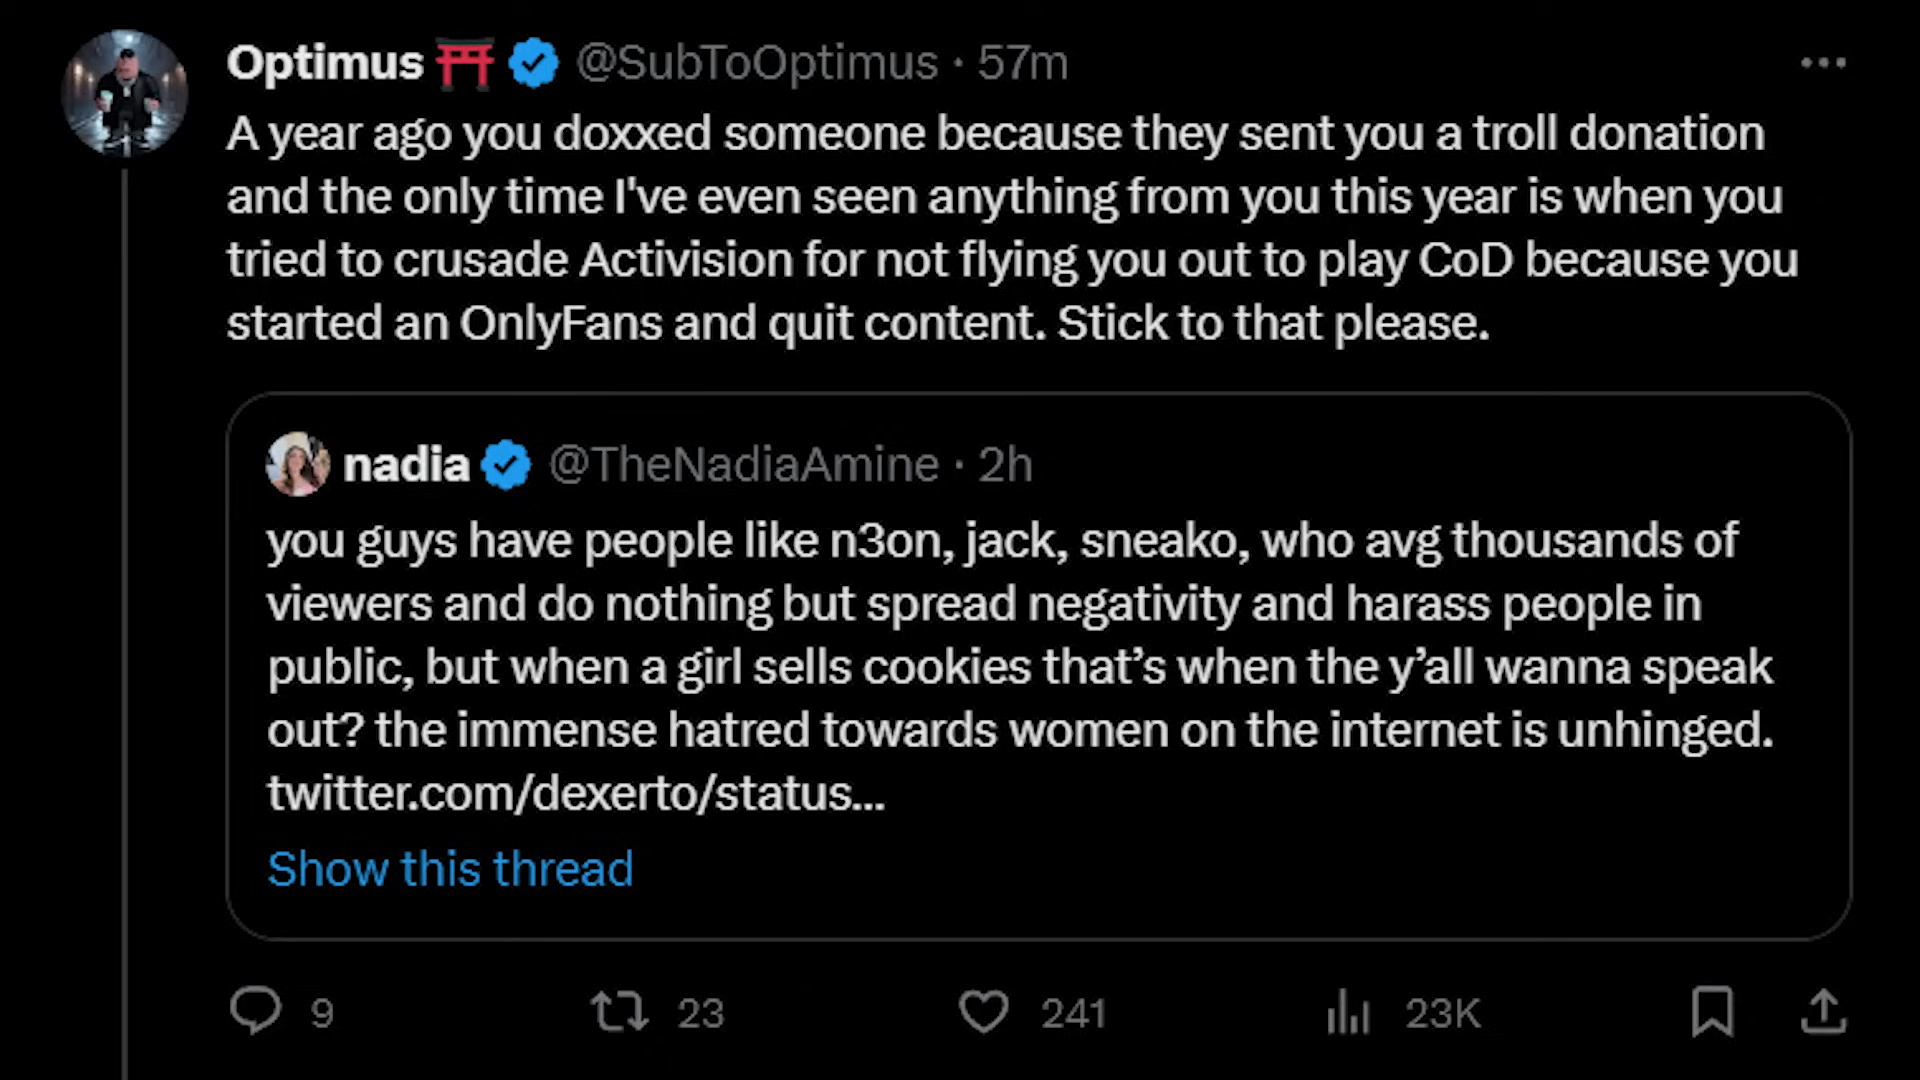 Optimus ⛩️ @SubToOptimus · 57m
A year ago you doxxed someone because they sent you a troll donation
and the only time I've even seen anything from you this year is when you
tried to crusade Activision for not flying you out to play CoD because you
started an OnlyFans and quit content. Stick to that please.
nadia @TheNadiaAmine · 2h
you guys have people like n3on, jack, sneako, who avg thousands of
viewers and do nothing but spread negativity and harass people in
public, but when a girl sells cookies that’s when the y’all wanna speak
out? the immense hatred towards women on the internet is unhinged.
twitter.com/dexerto/status…
Show this thread
9 23 241 23K